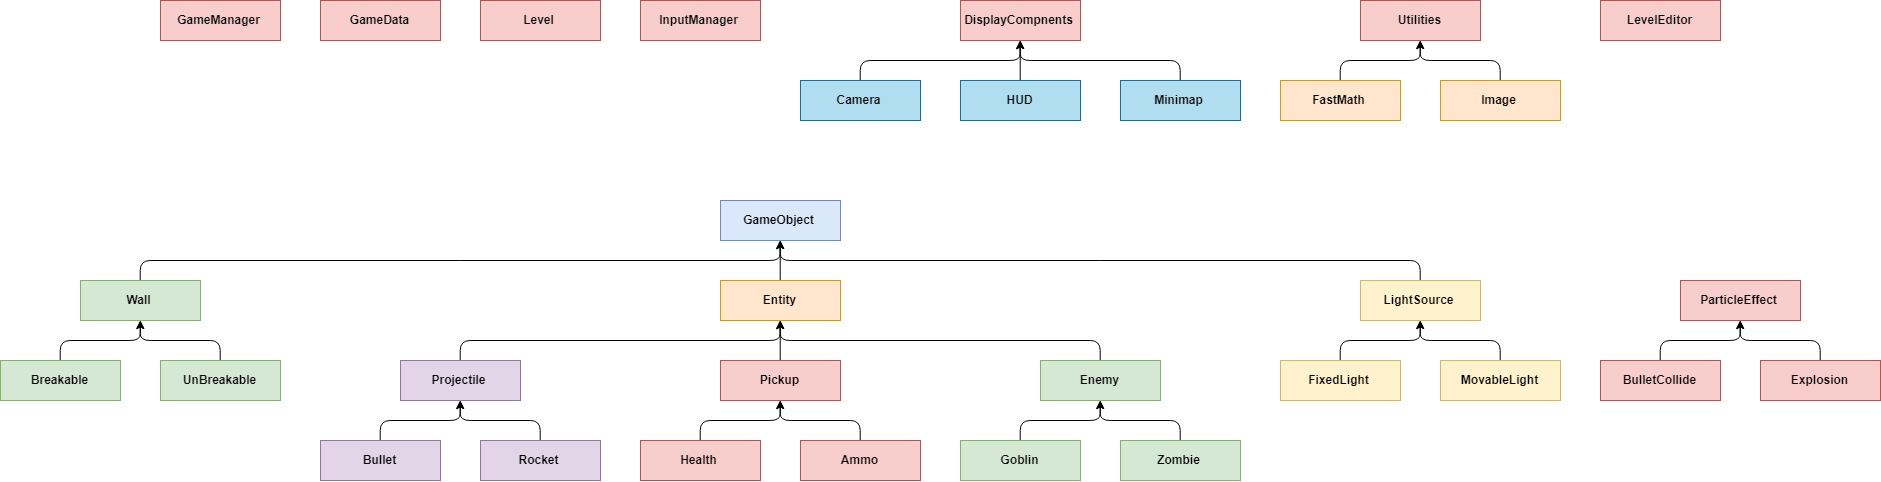 GameManager
GameData
Level
InputManager
DisplayCompnents
Utilities
LevelEditor
Camera
HUD
Minimap
FastMath
Image
GameObject
Wall
Entity
LightSource
ParticleEffect
Breakable
UnBreakable
Projectile
Pickup
Enemy
FixedLight
MovableLight
BulletCollide
Explosion
Bullet
Rocket
Health
Ammo
Goblin
Zombie